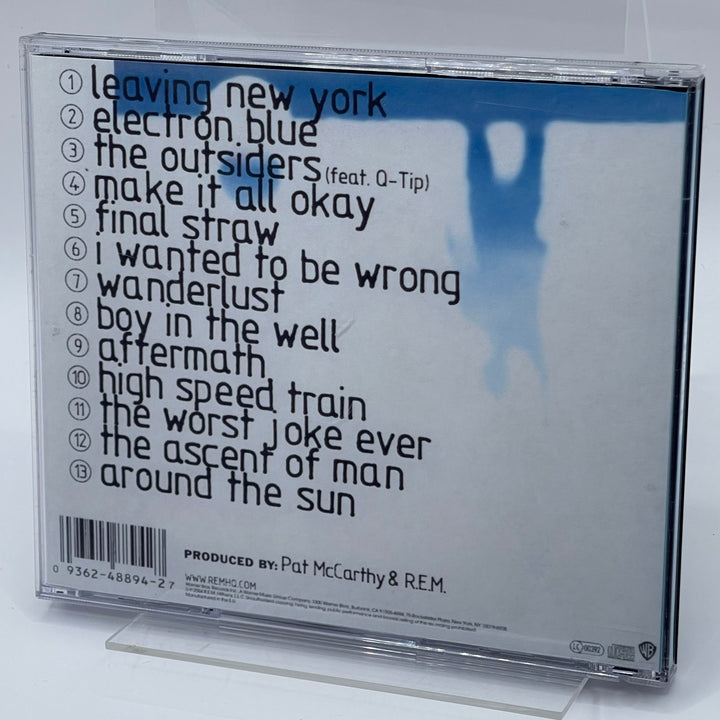 1 leaving new york
2 electron blue
3 the outsiders (feat. Q-Tip)
4 make it all okay
5 final straw
6 i wanted to be wrong
7 wanderlust
8 boy in the well
9 aftermath
10 high speed train
11 the worst joke ever
12 the ascent of man
13 around the sun
PRODUCED BY: Pat McCarthy & R.E.M.
0 9362-48894-2 7
WWW.REMHQ.COM
WB